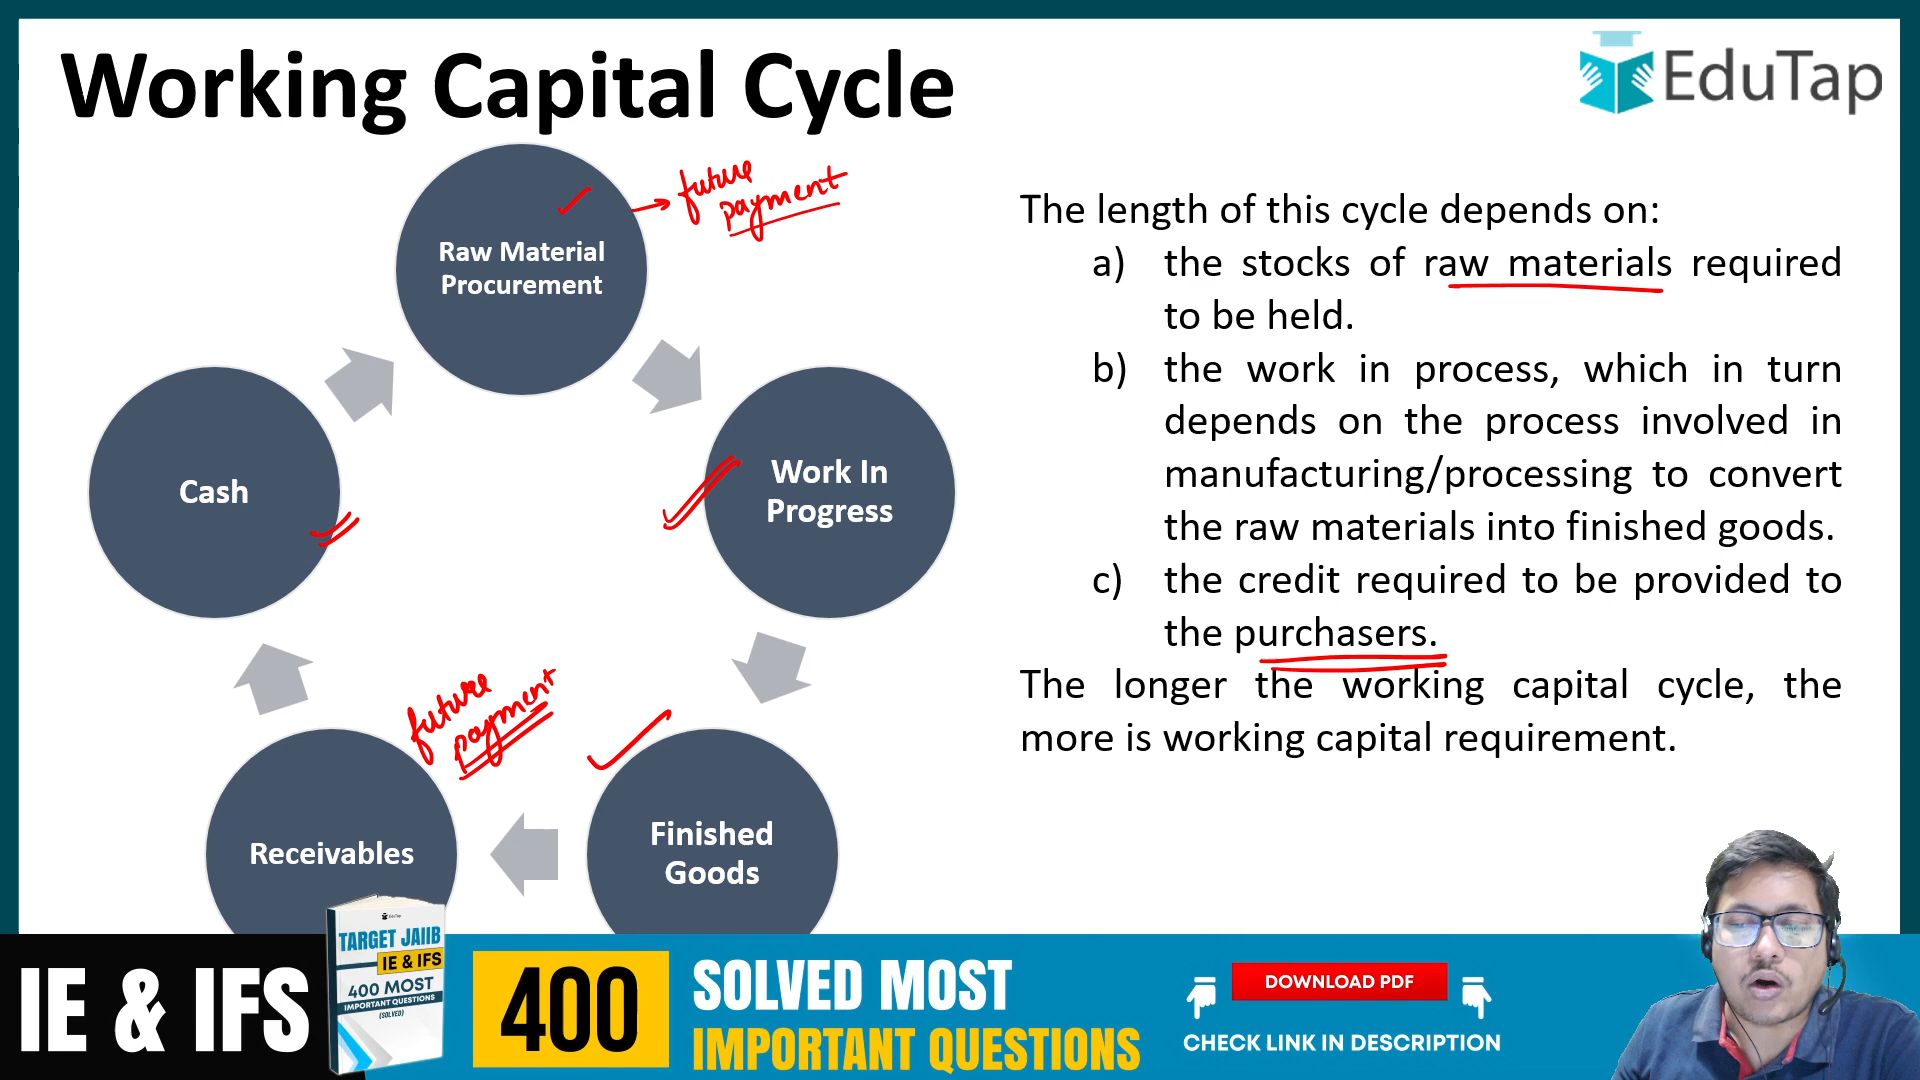 Working Capital Cycle
EduTap
Raw Material
Procurement
future
payment
Work In
Progress
Finished
Goods
future
payment
Receivables
Cash
The length of this cycle depends on:
a) the stocks of raw materials required
to be held.
b) the work in process, which in turn
depends on the process involved in
manufacturing/processing to convert
the raw materials into finished goods.
c) the credit required to be provided to
the purchasers.
The longer the working capital cycle, the
more is working capital requirement.
IE & IFS
EduTap
TARGET JAIIB
IE & IFS
400 MOST
IMPORTANT QUESTIONS
(SOLVED)
400
SOLVED MOST
IMPORTANT QUESTIONS
DOWNLOAD PDF
CHECK LINK IN DESCRIPTION